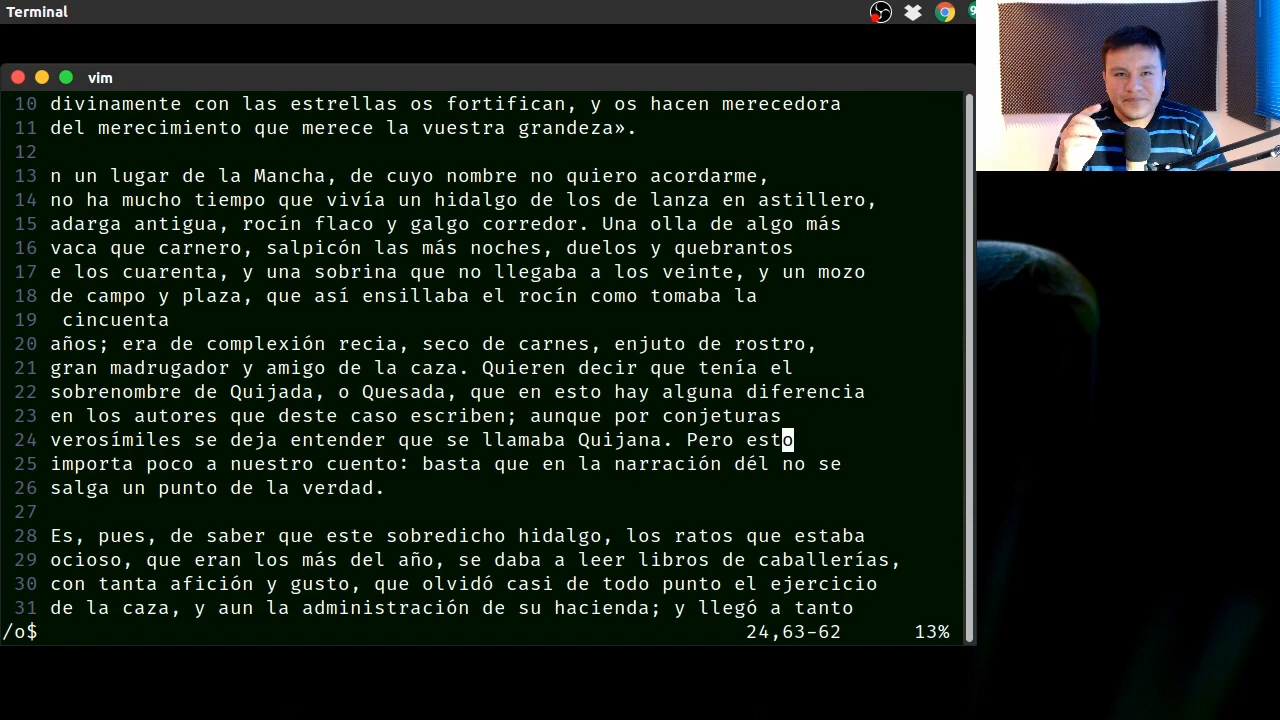 Terminal
9
vim
10 divinamente con las estrellas os fortifican, y os hacen merecedora
11 del merecimiento que merece la vuestra grandeza».
12
13 n un lugar de la Mancha, de cuyo nombre no quiero acordarme,
14 no ha mucho tiempo que vivía un hidalgo de los de lanza en astillero,
15 adarga antigua, rocín flaco y galgo corredor. Una olla de algo más
16 vaca que carnero, salpicón las más noches, duelos y quebrantos
17 e los cuarenta, y una sobrina que no llegaba a los veinte, y un mozo
18 de campo y plaza, que así ensillaba el rocín como tomaba la
19  cincuenta
20 años; era de complexión recia, seco de carnes, enjuto de rostro,
21 gran madrugador y amigo de la caza. Quieren decir que tenía el
22 sobrenombre de Quijada, o Quesada, que en esto hay alguna diferencia
23 en los autores que deste caso escriben; aunque por conjeturas
24 verosímiles se deja entender que se llamaba Quijana. Pero esto
25 importa poco a nuestro cuento: basta que en la narración dél no se
26 salga un punto de la verdad.
27
28 Es, pues, de saber que este sobredicho hidalgo, los ratos que estaba
29 ocioso, que eran los más del año, se daba a leer libros de caballerías,
30 con tanta afición y gusto, que olvidó casi de todo punto el ejercicio
31 de la caza, y aun la administración de su hacienda; y llegó a tanto
/o$ 24,63-62 13%